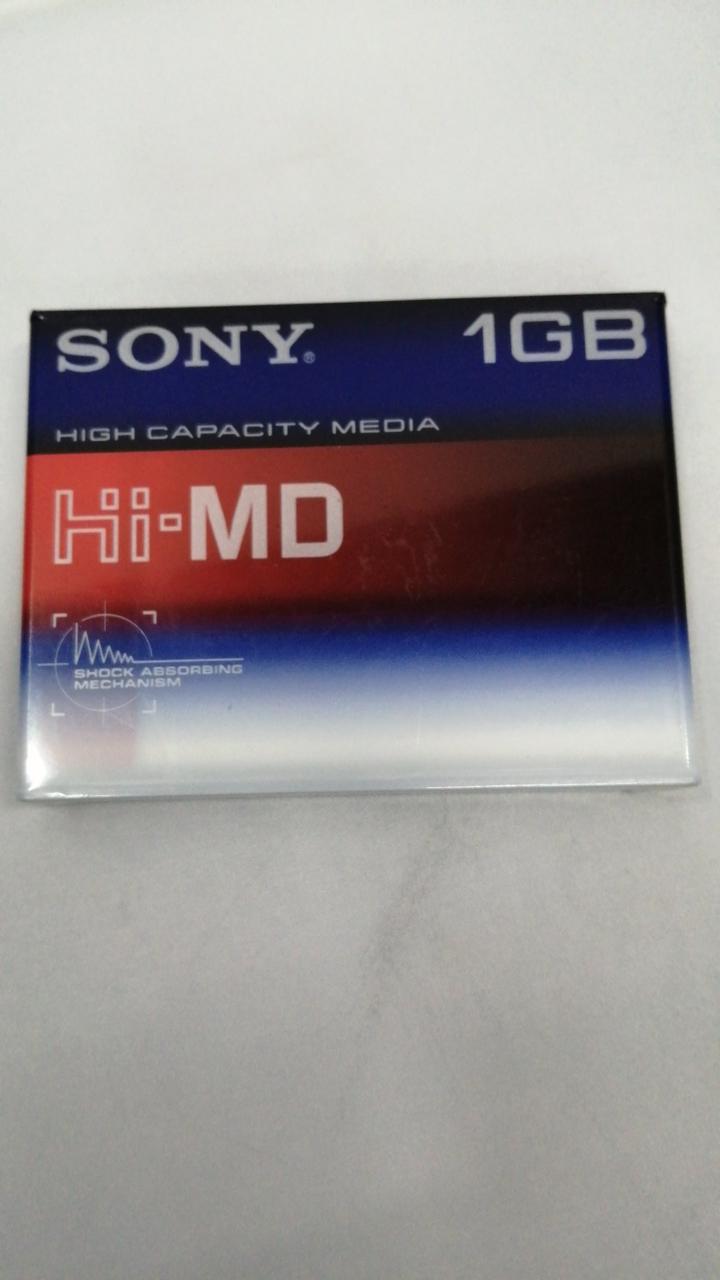 SONY® 1GB
HIGH CAPACITY MEDIA
Hi-MD
SHOCK ABSORBING
MECHANISM